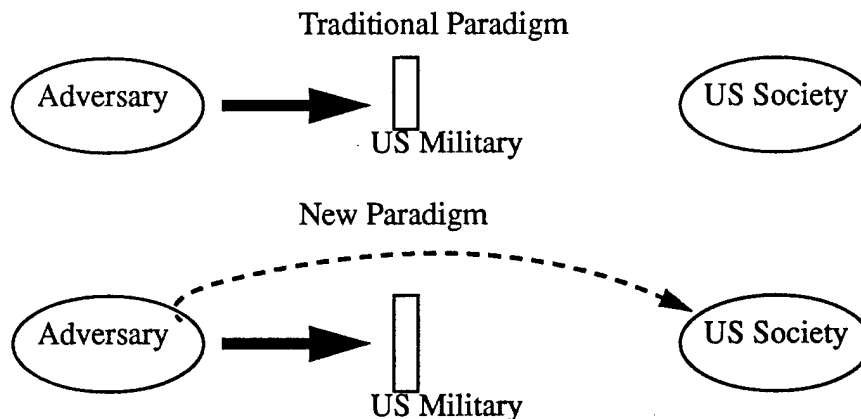 Traditional Paradigm
Adversary
US Society
US Military
New Paradigm
Adversary
US Society
US Military